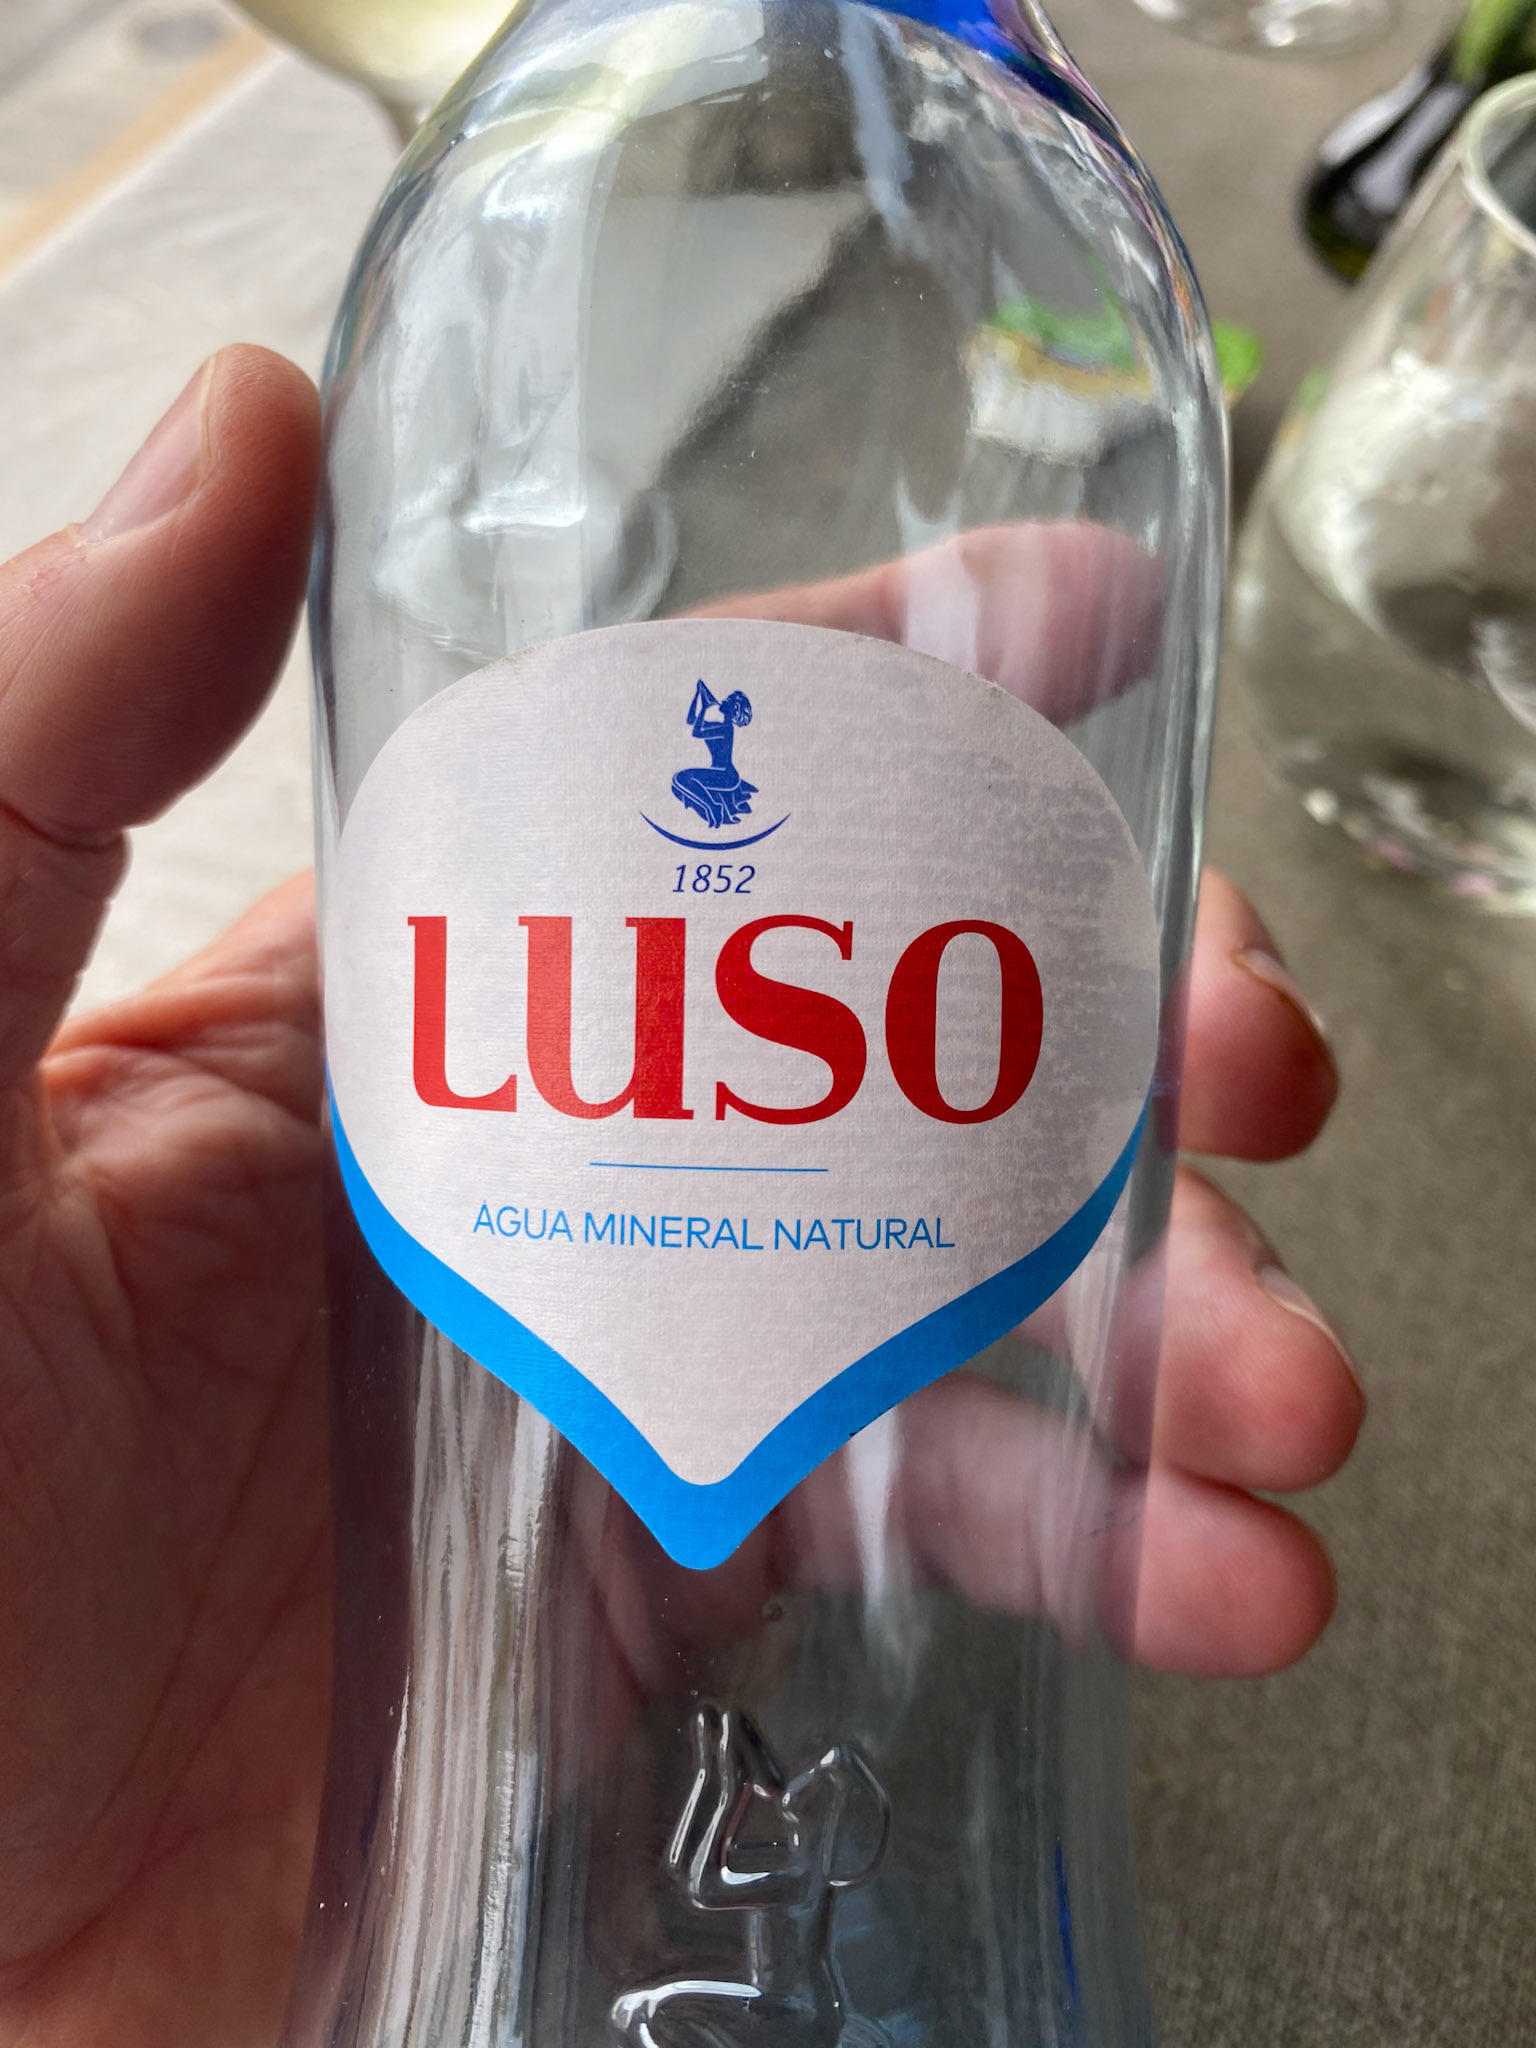 1852
LUSO
ÁGUA MINERAL NATURAL